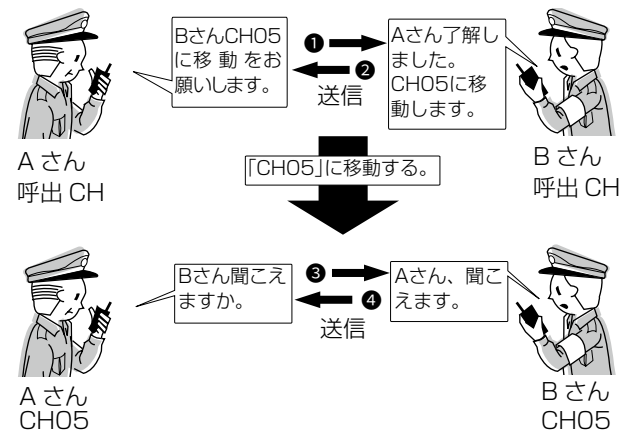 BさんCH05
に移動をお
願いします。
❶
❷
送信
Aさん了解し
ました。
CH05に移
動します。
Aさん
呼出CH
Bさん
呼出CH
「CH05」に移動する。
Bさん聞こえ
ますか。
❸
❹
送信
Aさん、聞こ
えます。
Aさん
CH05
Bさん
CH05